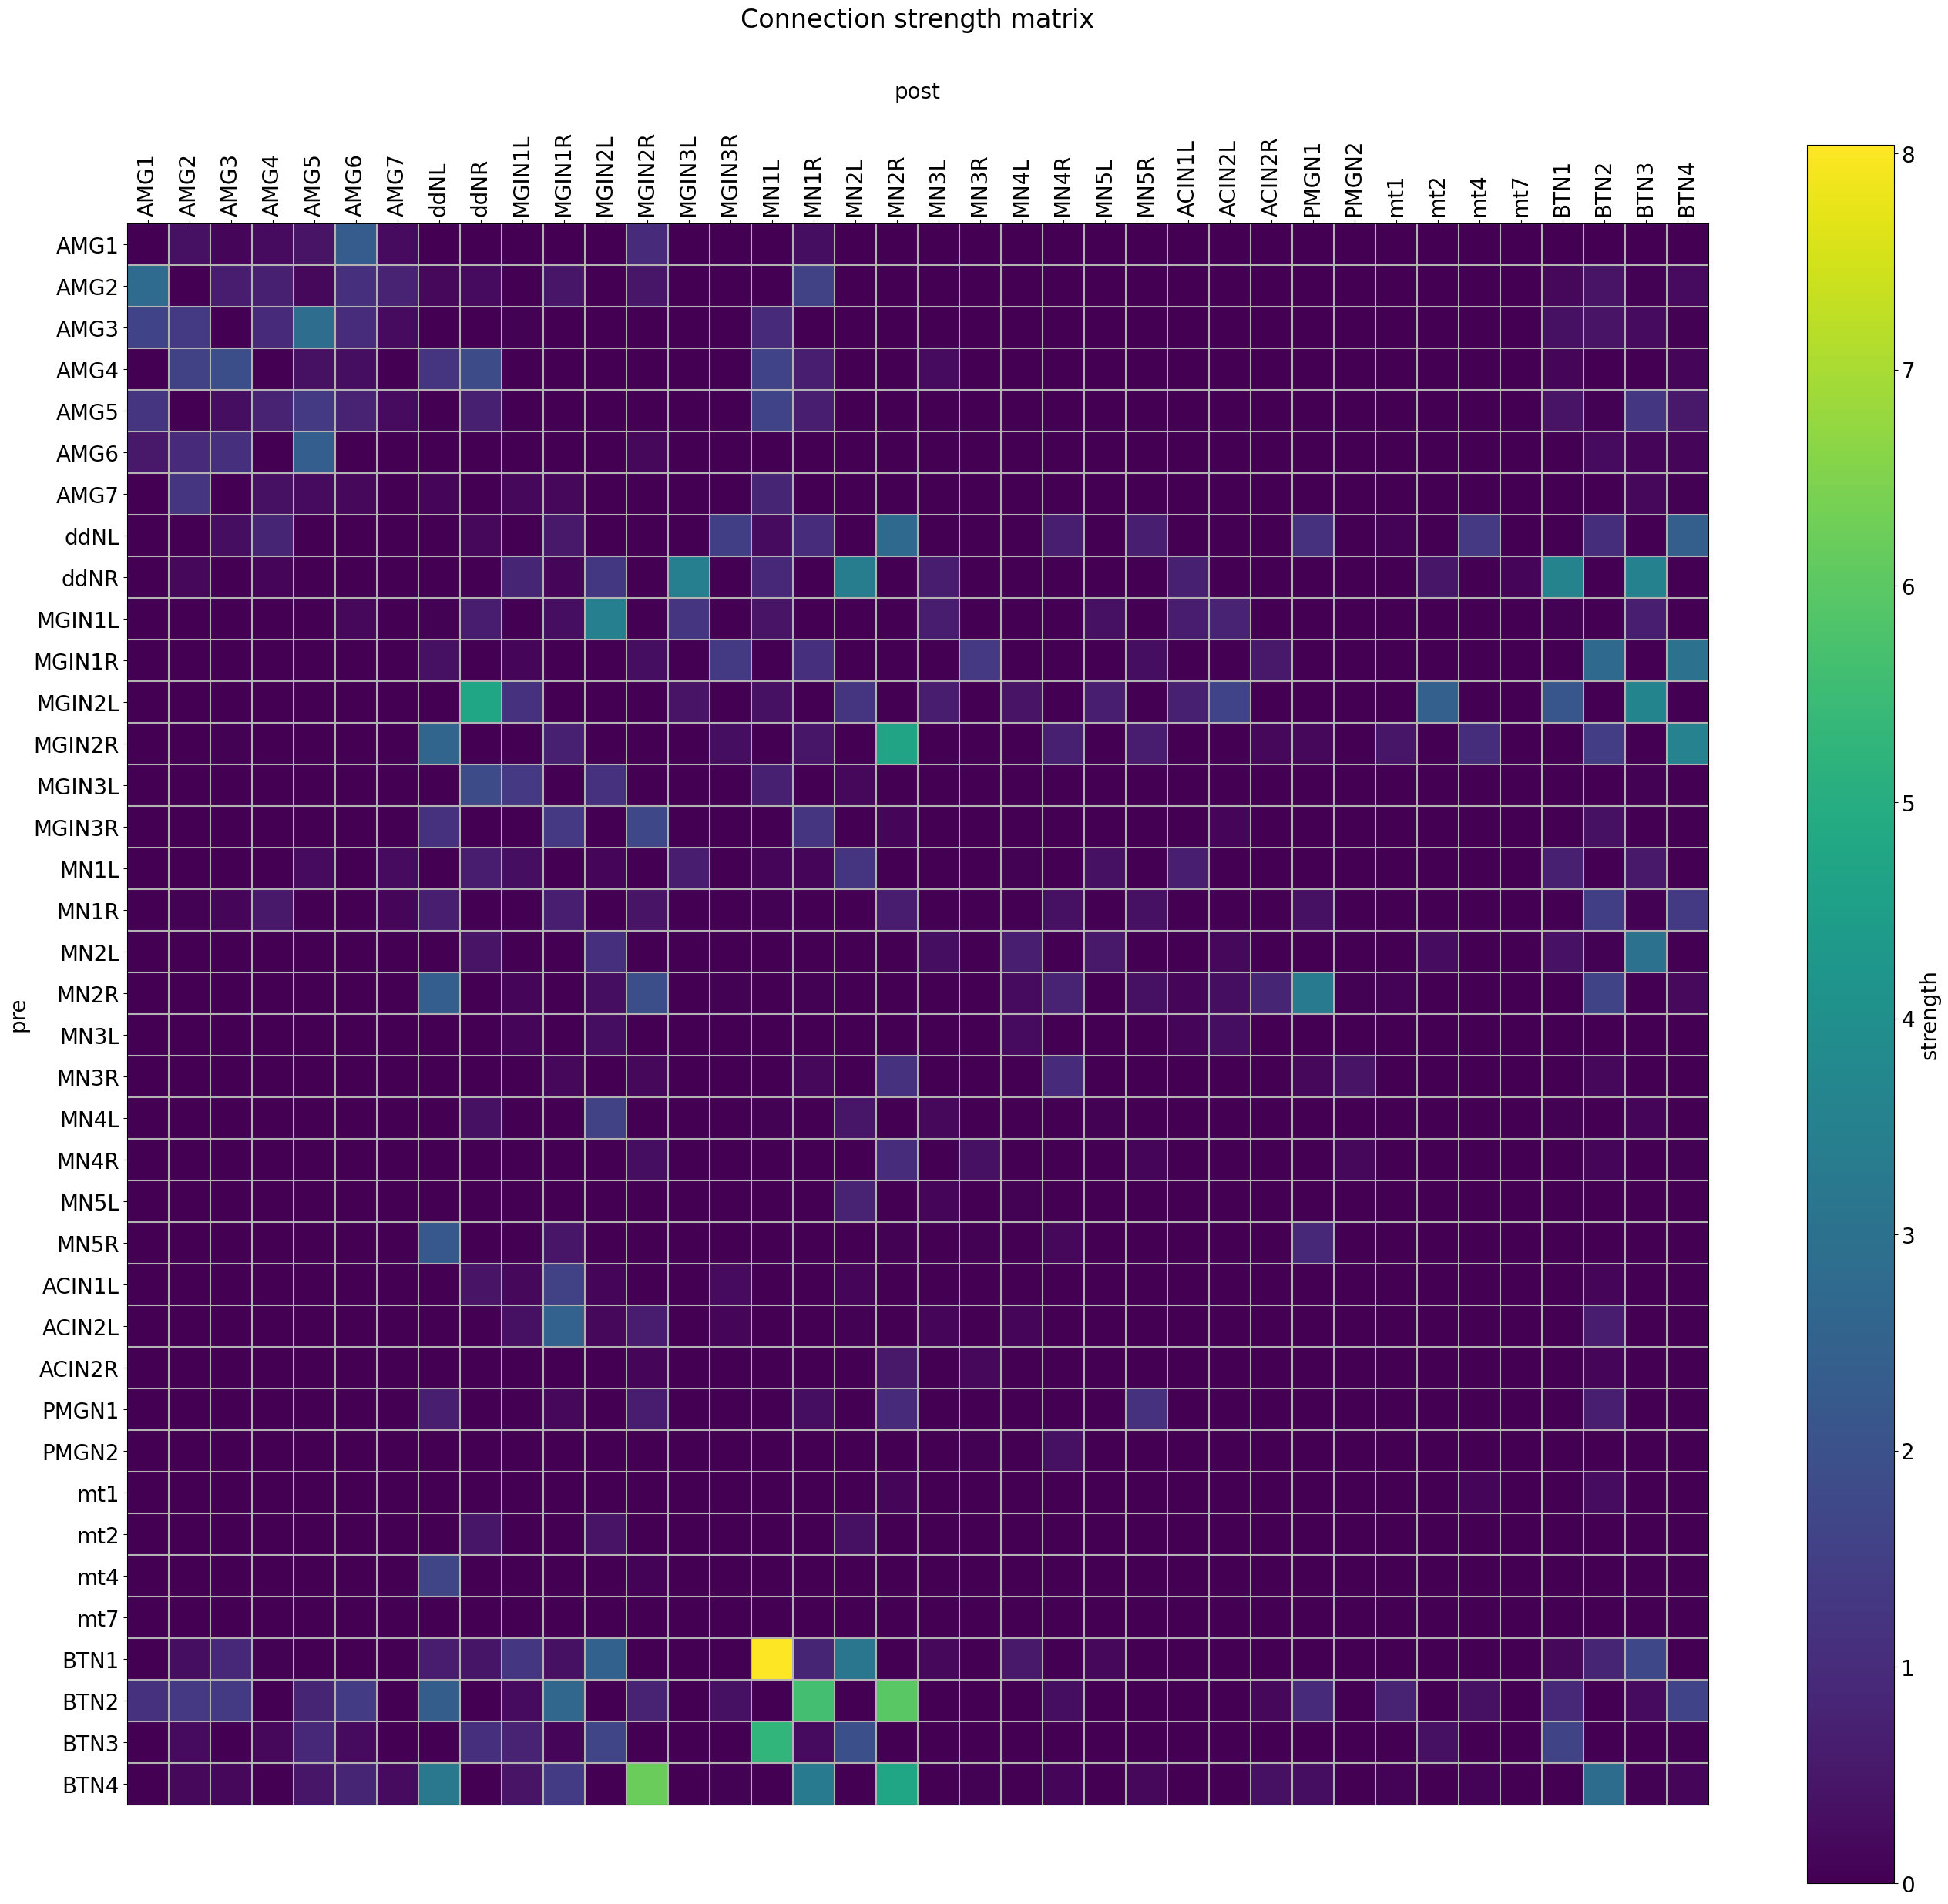 Connection strength matrix
post
AMG1 AMG2 AMG3 AMG4 AMG5 AMG6 AMG7 ddNL ddNR MGIN1L MGIN1R MGIN2L MGIN2R MGIN3L MGIN3R MN1L MN1R MN2L MN2R MN3L MN3R MN4L MN4R MN5L MN5R ACIN1L ACIN2L ACIN2R PMGN1 PMGN2 mt1 mt2 mt4 mt7 BTN1 BTN2 BTN3 BTN4
pre
AMG1
AMG2
AMG3
AMG4
AMG5
AMG6
AMG7
ddNL
ddNR
MGIN1L
MGIN1R
MGIN2L
MGIN2R
MGIN3L
MGIN3R
MN1L
MN1R
MN2L
MN2R
MN3L
MN3R
MN4L
MN4R
MN5L
MN5R
ACIN1L
ACIN2L
ACIN2R
PMGN1
PMGN2
mt1
mt2
mt4
mt7
BTN1
BTN2
BTN3
BTN4
8
7
6
5
4
3
2
1
0
strength